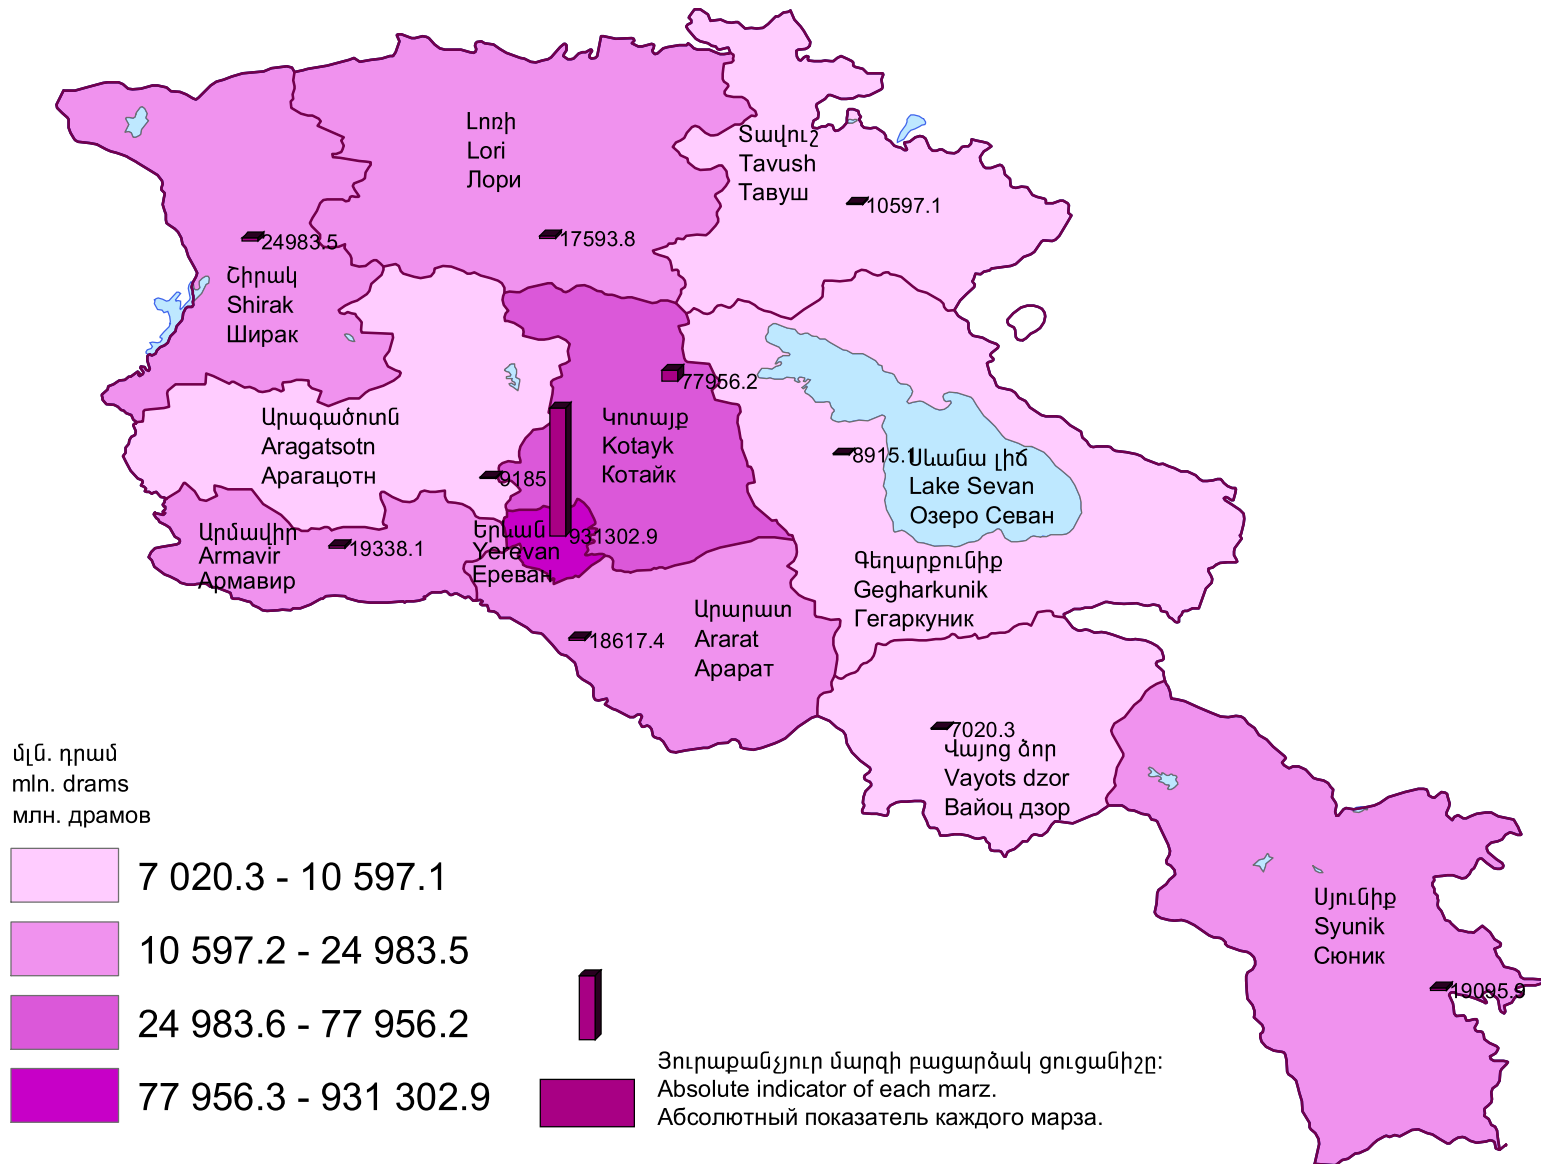 Լոռի
Lori
Лори
Տավուշ
Tavush
Тавуш
10597.1
24983.5
17593.8
Շիրակ
Shirak
Ширак
77956.2
Արագածոտն
Aragatsotn
Арагацотн
Կոտայք
Kotayk
Котайк
8915.1
Սևանա լիճ
Lake Sevan
Озеро Севан
9185
Արմավիր
Armavir
Армавир
19338.1
Երևան
Yerevan
Ереван
931302.9
Գեղարքունիք
Gegharkunik
Гегаркуник
Արարատ
Ararat
Арарат
18617.4
7020.3
Վայոց ձոր
Vayots dzor
Вайоц дзор
Սյունիք
Syunik
Сюник
19095.9
մլն. դրամ
mln. drams
млн. драмов
7 020.3 - 10 597.1
10 597.2 - 24 983.5
24 983.6 - 77 956.2
77 956.3 - 931 302.9
Յուրաքանչյուր մարզի բացարձակ ցուցանիշը:
Absolute indicator of each marz.
Абсолютный показатель каждого марза.